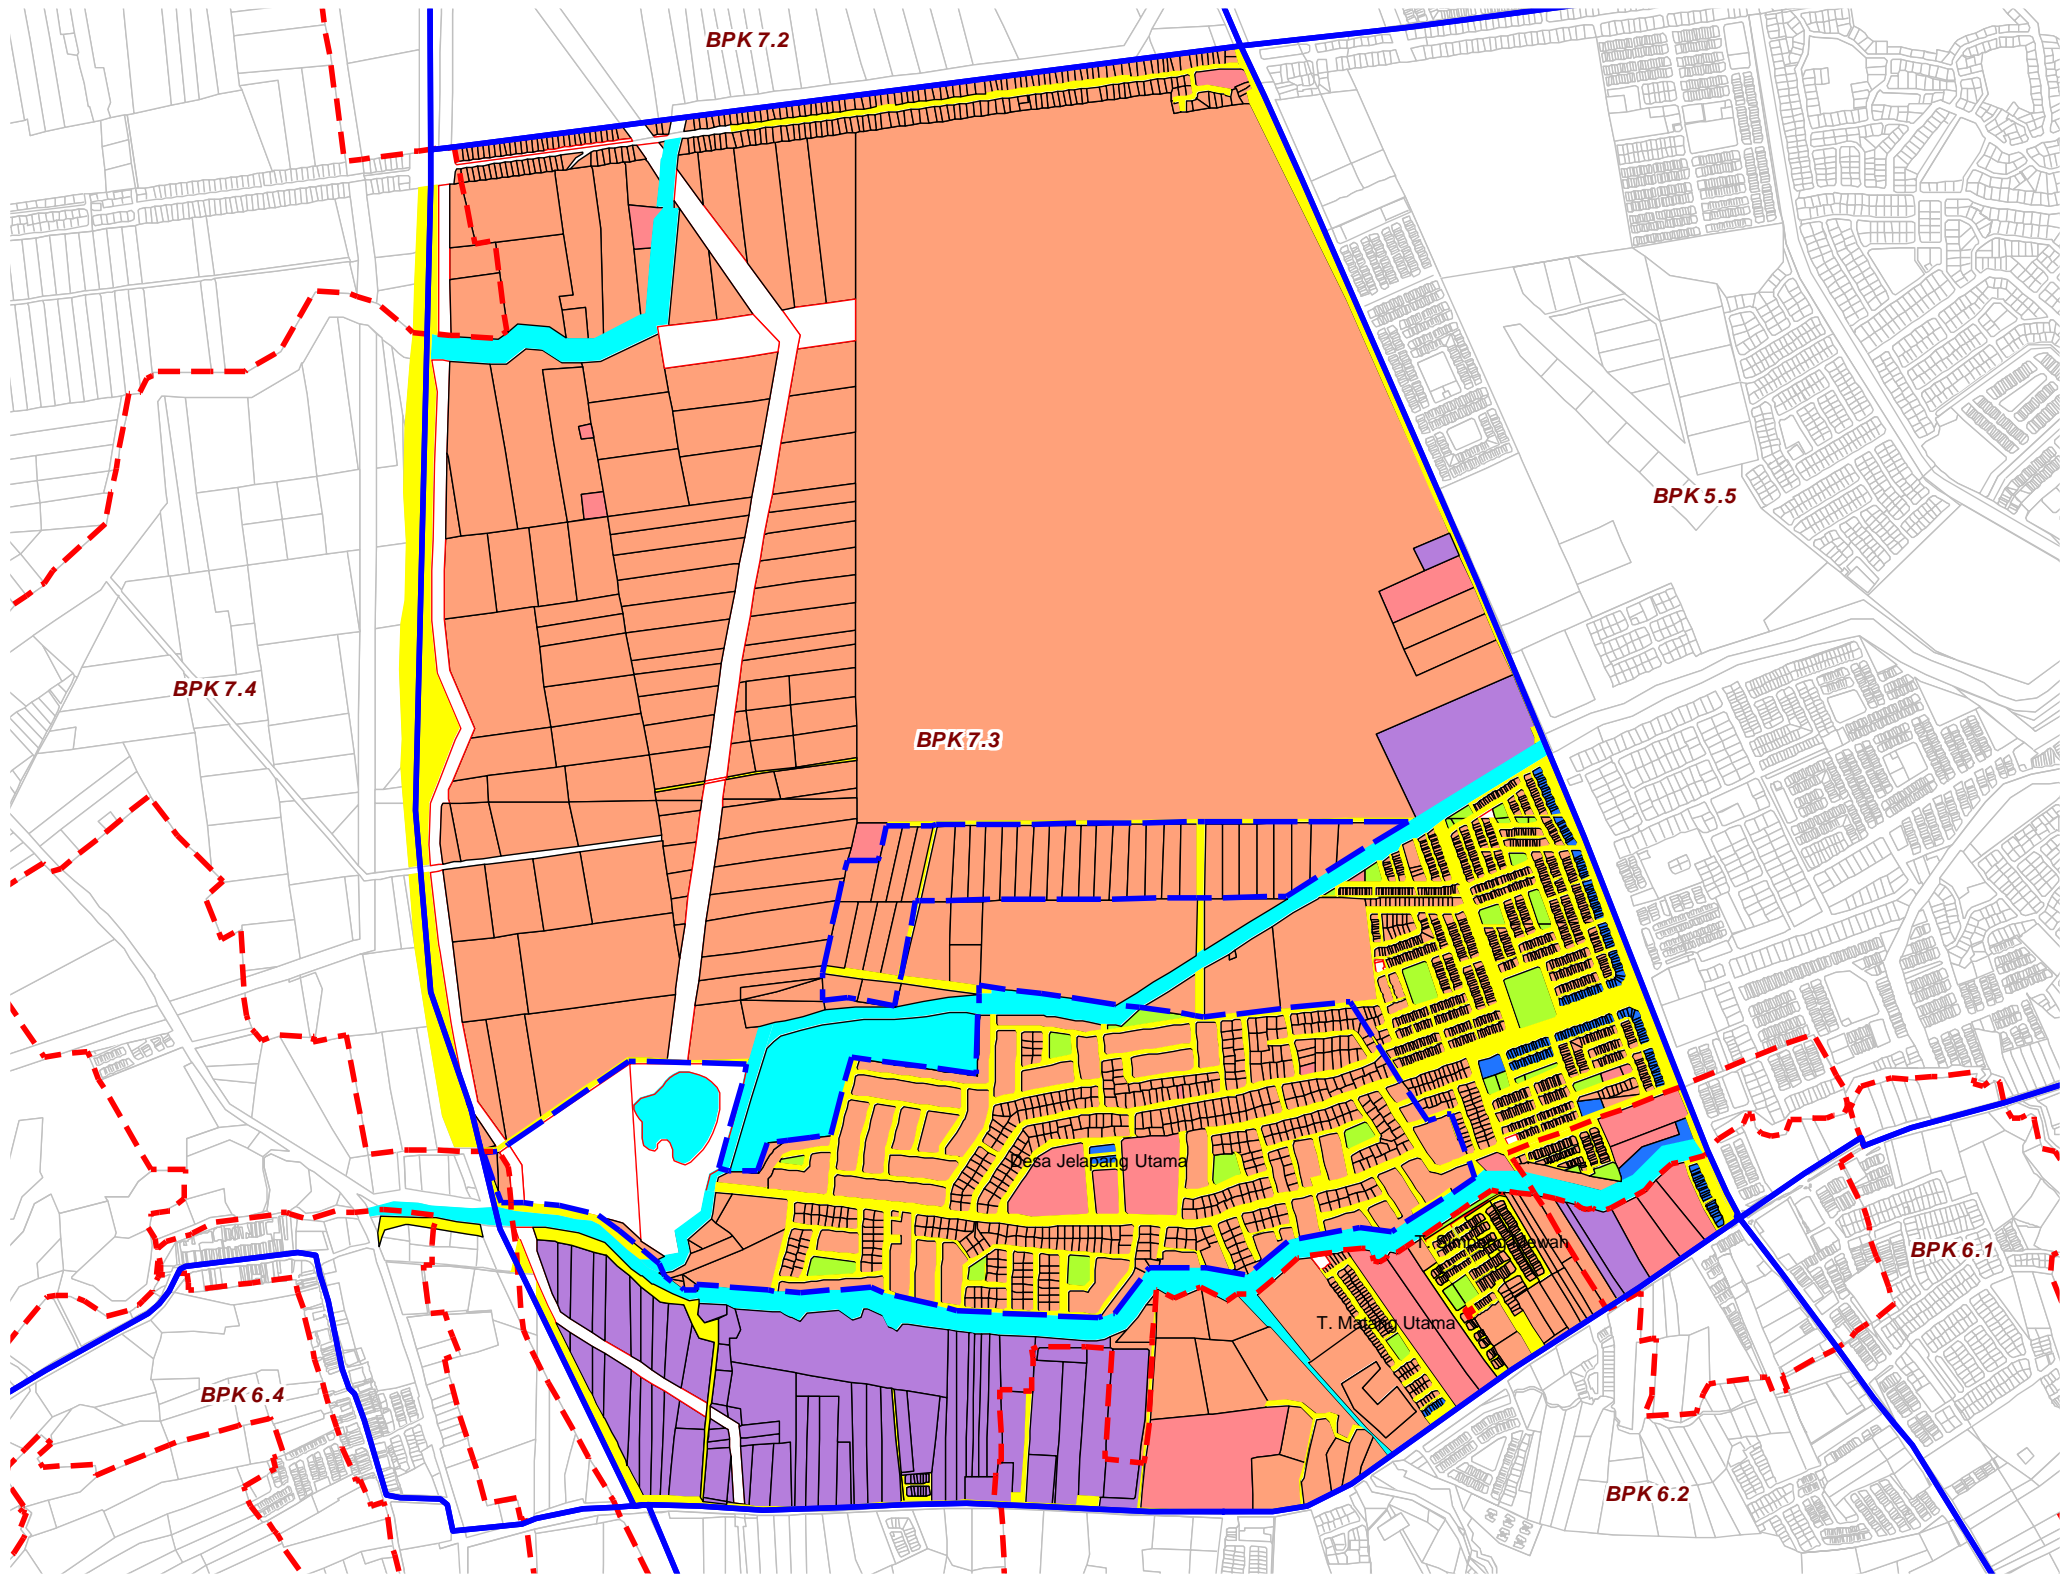 BPK 7.2
BPK 5.5
BPK 7.4
BPK 7.3
Desa Jelapang Utama
T. Mewah
BPK 6.1
T. Matang Utama
BPK 6.4
BPK 6.2